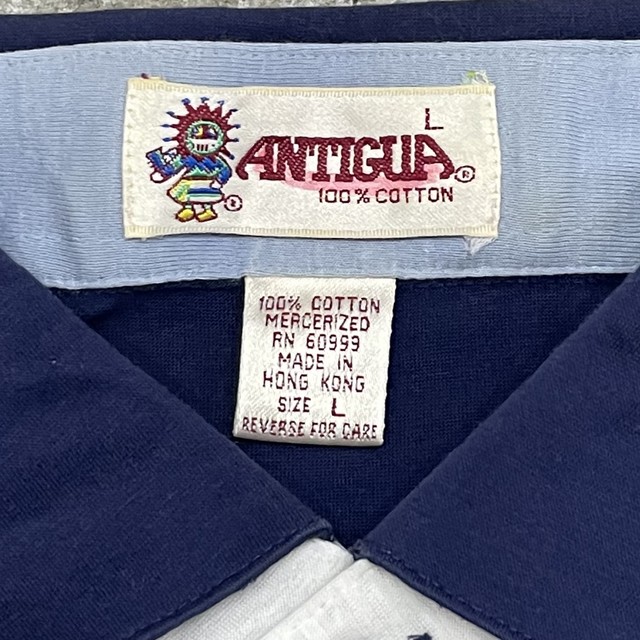 L
ANTIGUA ®
®
100% COTTON
100% COTTON
MERCERIZED
RN 60999
MADE IN
HONG KONG
SIZE L
REVERSE FOR CARE